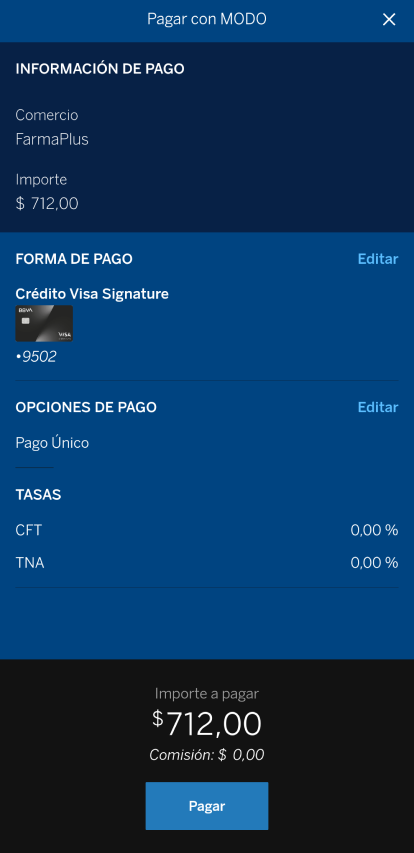 Pagar con MODO
INFORMACIÓN DE PAGO
Comercio
FarmaPlus
Importe
$ 712,00
FORMA DE PAGO Editar
Crédito Visa Signature
BBVA
VISA
•9502
OPCIONES DE PAGO Editar
Pago Único
TASAS
CFT 0,00 %
TNA 0,00 %
Importe a pagar
$712,00
Comisión: $ 0,00
Pagar